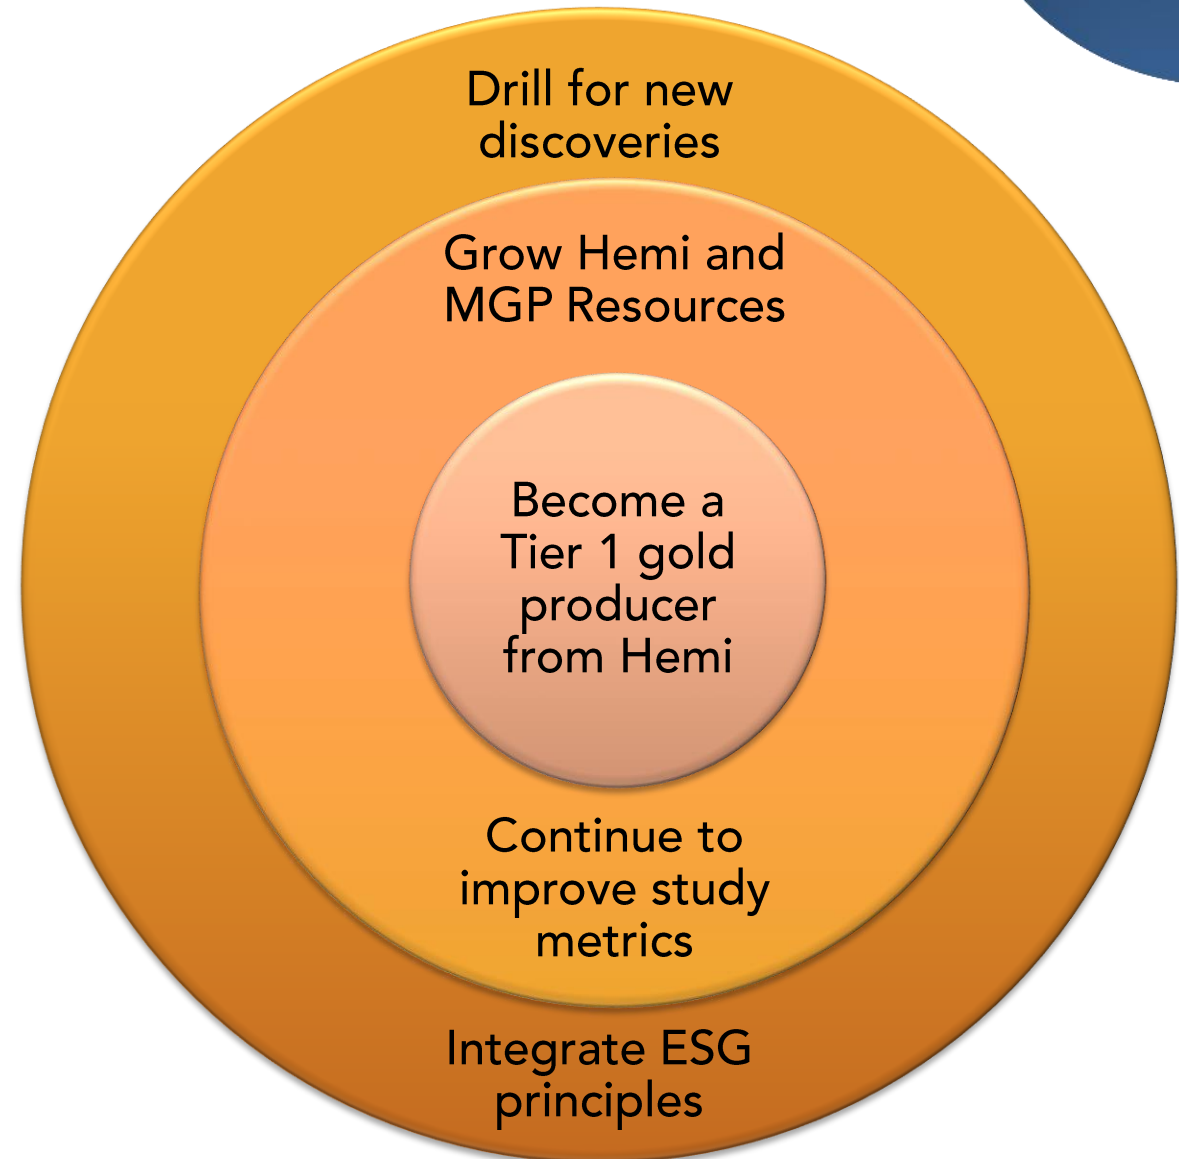 Drill for new
discoveries
Grow Hemi and
MGP Resources
Become a
Tier 1 gold
producer
from Hemi
Continue to
improve study
metrics
Integrate ESG
principles